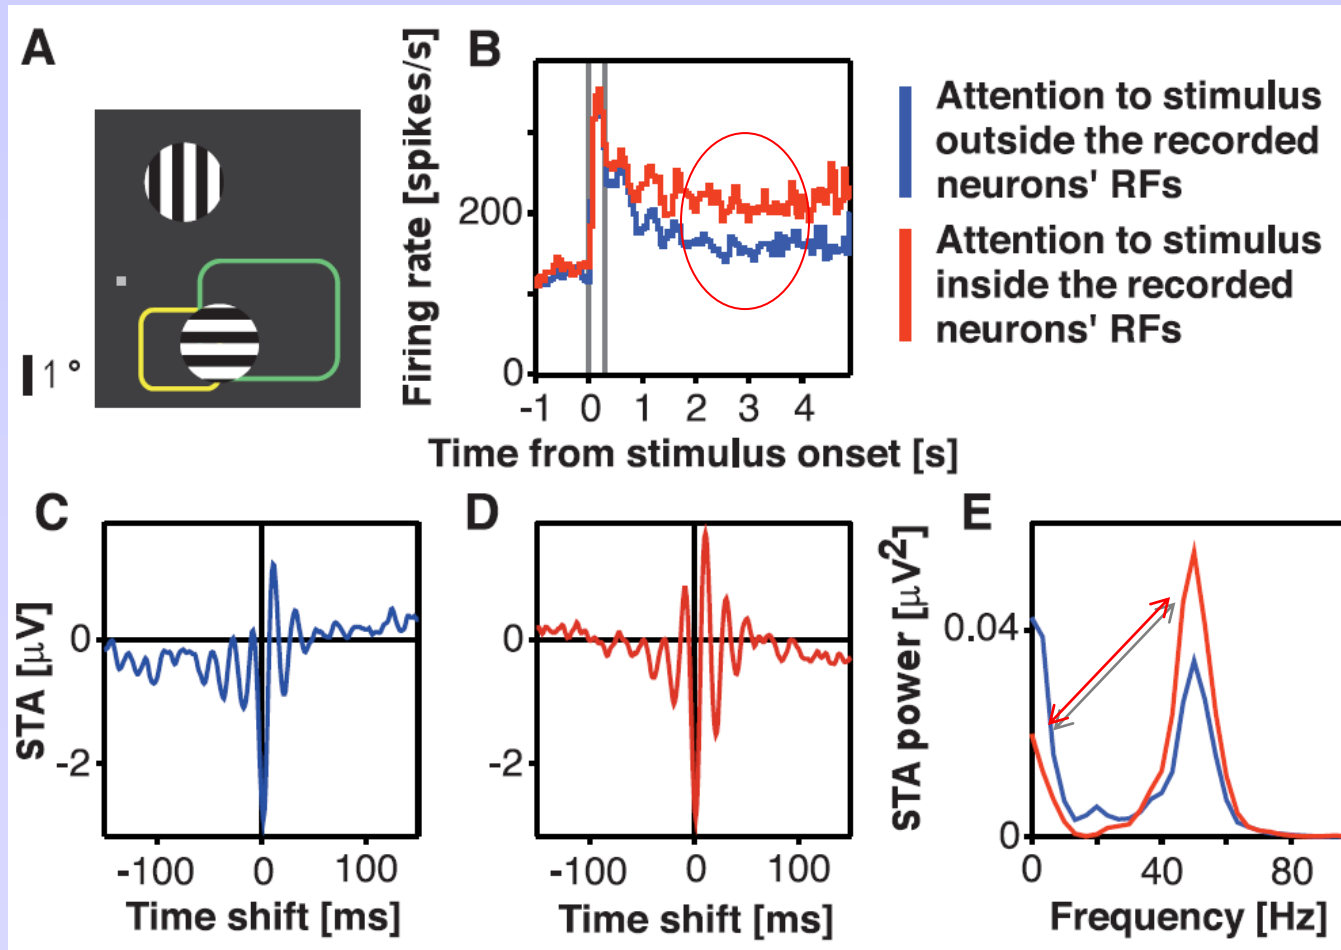 A
1 °
B
Firing rate [spikes/s]
200
0
-1 0 1 2 3 4
Time from stimulus onset [s]
Attention to stimulus
outside the recorded
neurons' RFs
Attention to stimulus
inside the recorded
neurons' RFs
C
STA [μV]
0
-2
-100 0 100
Time shift [ms]
D
0
-2
-100 0 100
Time shift [ms]
E
STA power [μV2]
0.04
0
0 40 80
Frequency [Hz]